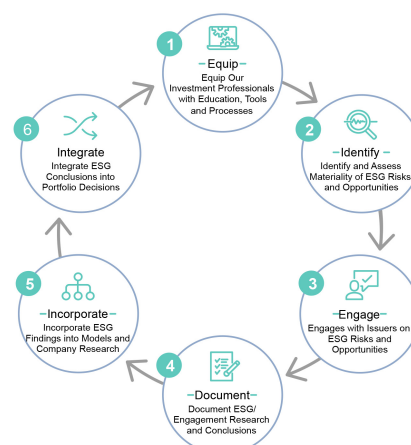 1
Equip
Equip Our
Investment Professionals
with Education, Tools
and Processes
2
Identify
Identify and Assess
Materiality of ESG Risks
and Opportunities
3
Engage
Engages with Issuers on
ESG Risks and
Opportunities
4
Document
Document ESG/
Engagement Research
and Conclusions
5
Incorporate
Incorporate ESG
Findings into Models and
Company Research
6
Integrate
Integrate ESG
Conclusions into
Portfolio Decisions